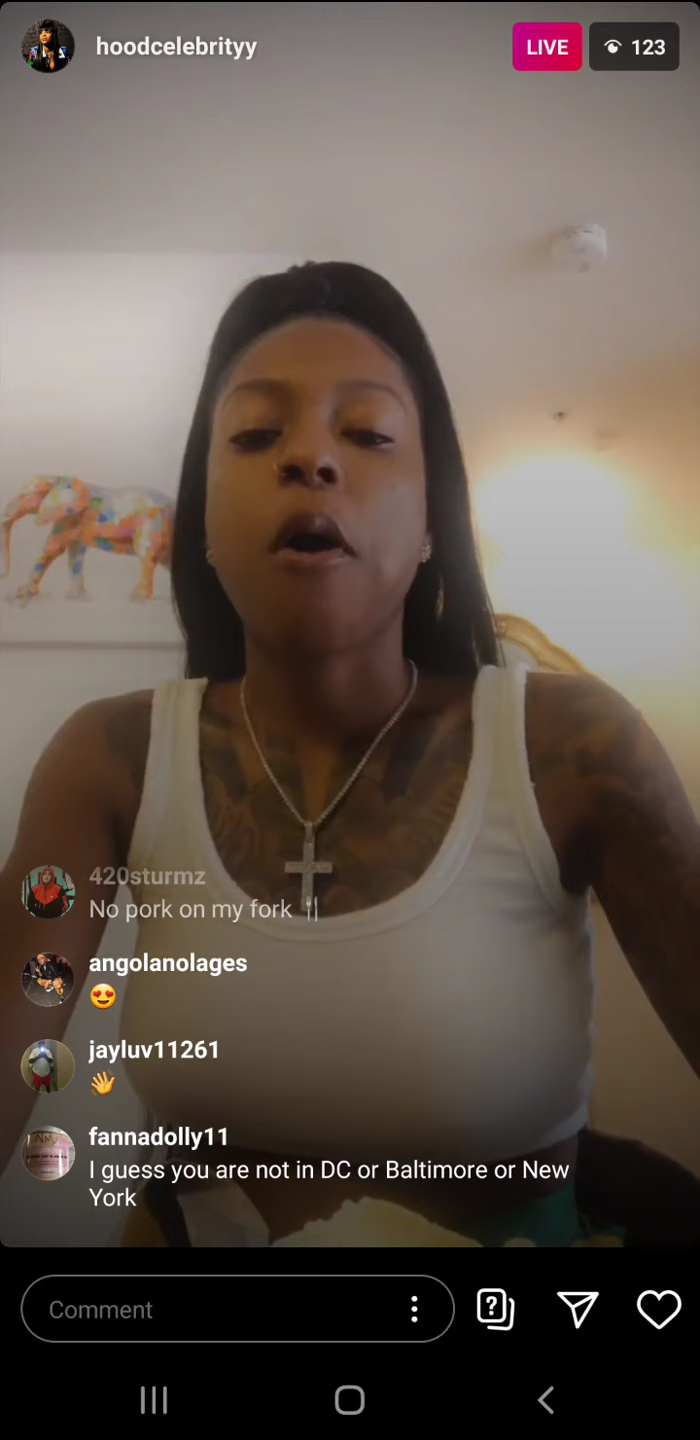 hoodcelebrityy
LIVE
123
420sturmz
No pork on my fork 🍴
angolanolages
😍
jayluv11261
👋
fannadolly11
I guess you are not in DC or Baltimore or New
York
Comment